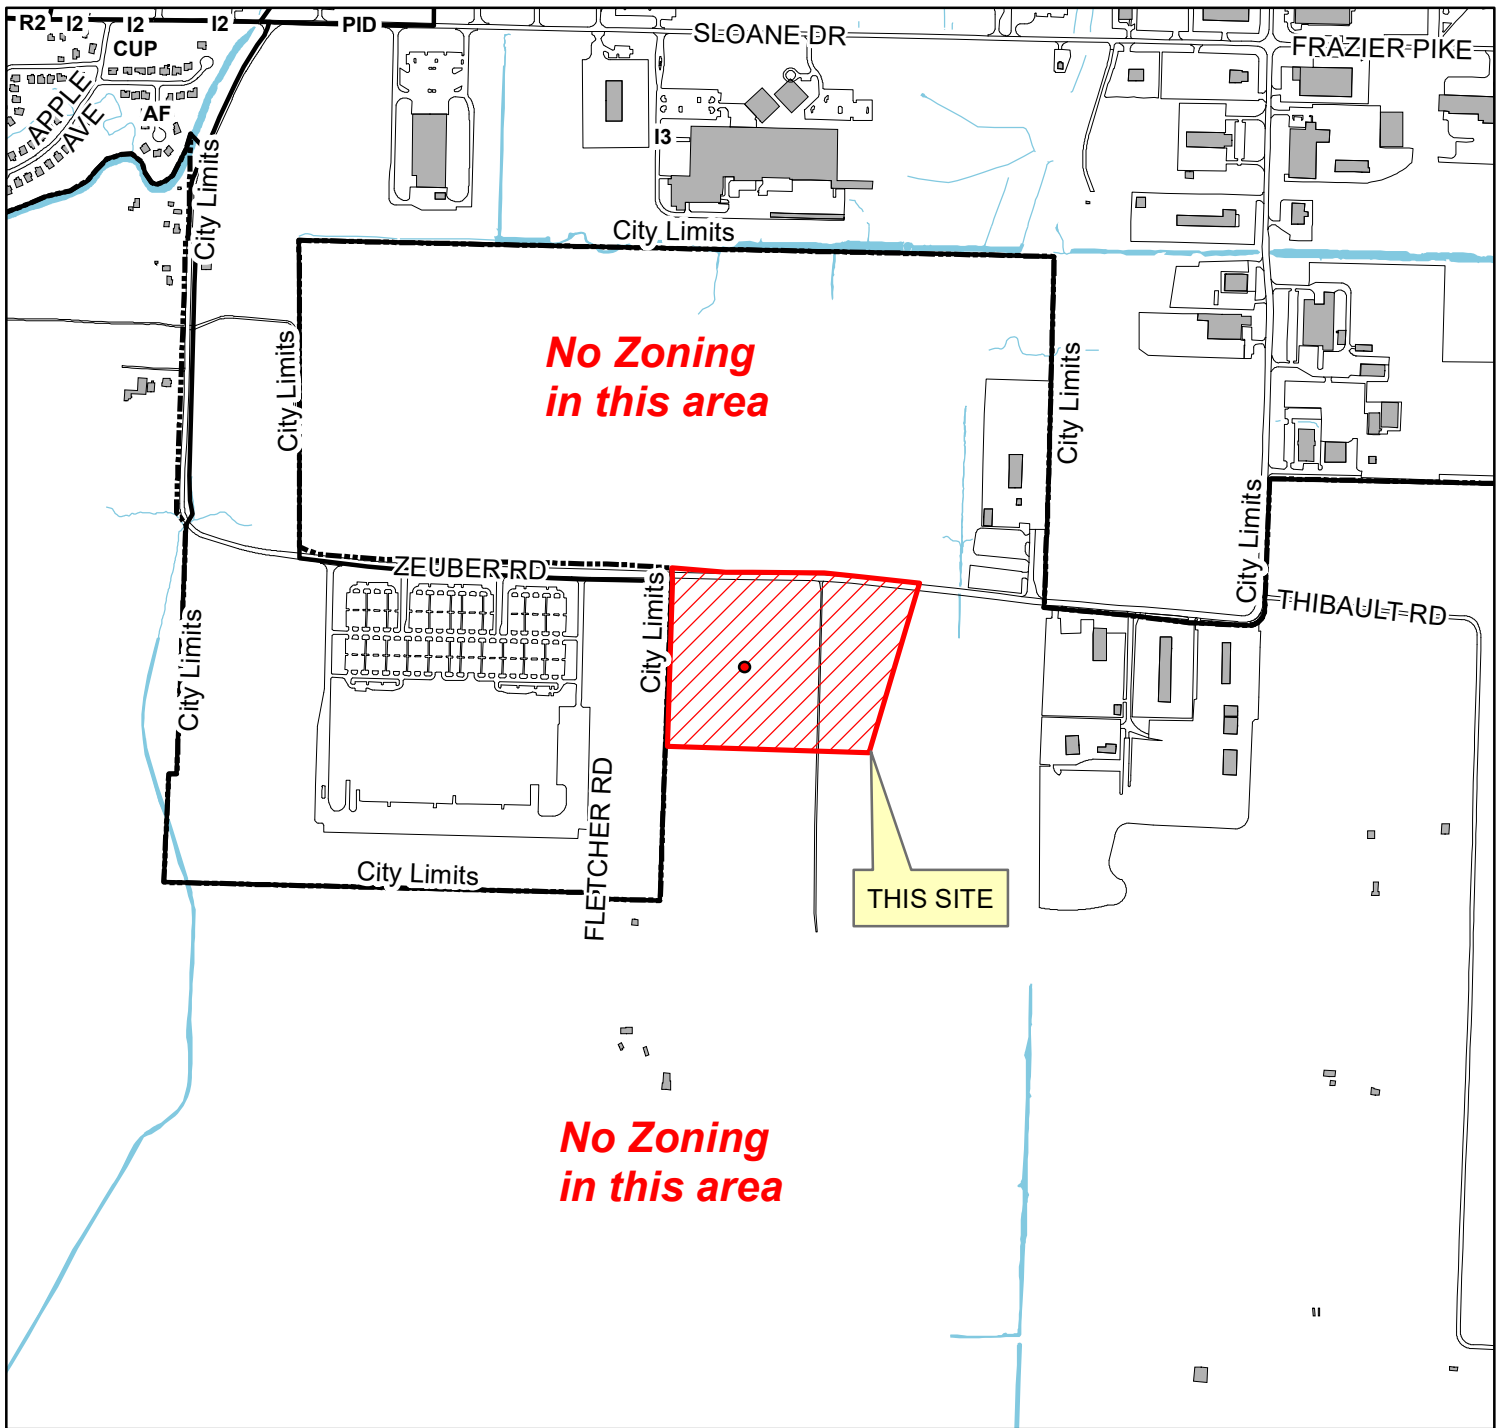 R2
I2
I2
I2
PID
SLOANE DR
FRAZIER PIKE
CUP
APPLE
AVE
AF
I3
City Limits
City Limits
No Zoning
in this area
City Limits
City Limits
City Limits
ZEUBER RD
City Limits
THIBAULT RD
City Limits
FLETCHER RD
City Limits
THIS SITE
No Zoning
in this area